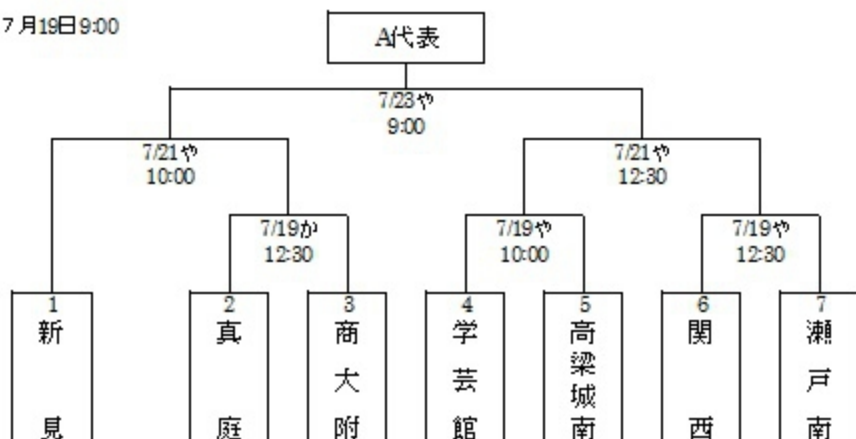 ７月19日9:00
A代表
7/23や
9:00
7/21や
10:00
7/21や
12:30
7/19か
12:30
7/19や
10:00
7/19や
12:30
1
新見
2
真庭
3
商大附
4
学芸館
5
高梁城南
6
関西
7
瀬戸南